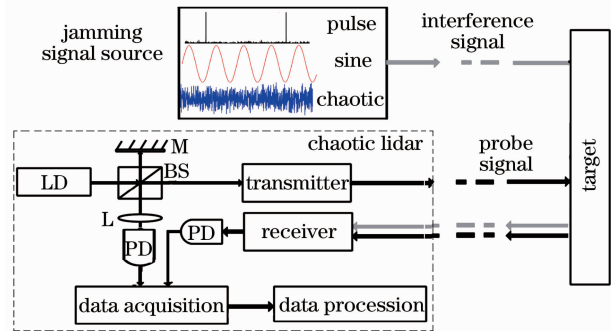 jamming
signal source
pulse
sine
chaotic
interference
signal
target
chaotic lidar
M
BS
LD
transmitter
probe
signal
L
PD
PD
receiver
data acquisition
data procession